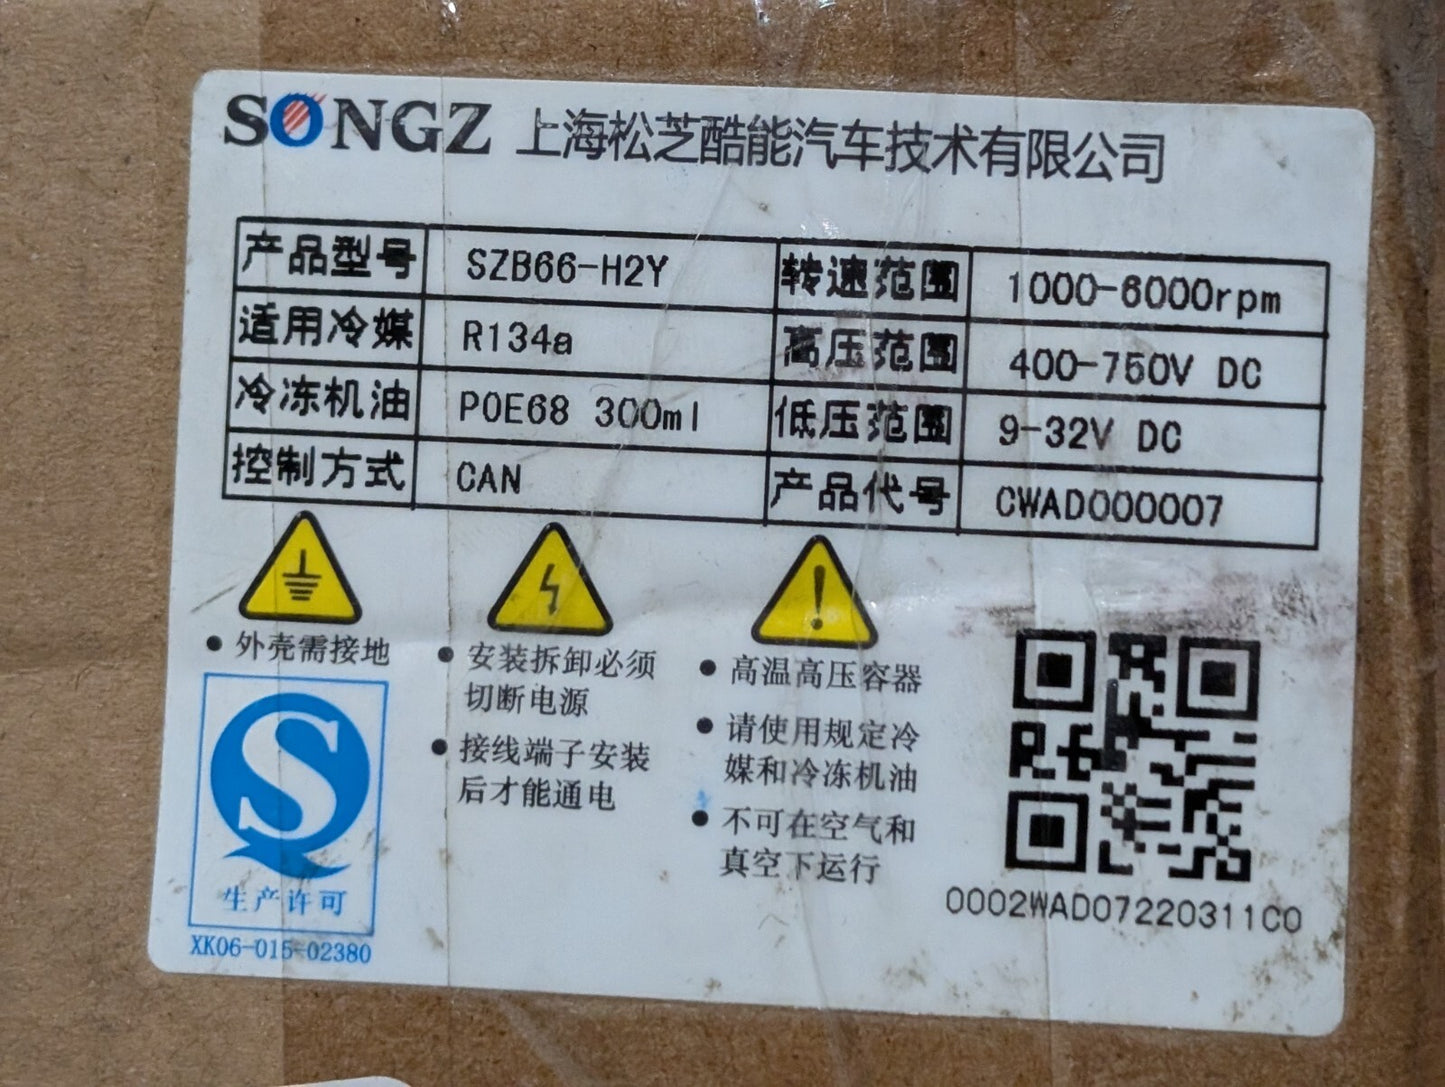 SONGZ 上海松芝酷能汽车技术有限公司
产品型号 SZB66-H2Y 转速范围 1000-6000rpm
适用冷媒 R134a 高压范围 400-750V DC
冷冻机油 POE68 300ml 低压范围 9-32V DC
控制方式 CAN 产品代号 CWAD000007
• 外壳需接地
• 安装拆卸必须
切断电源
• 接线端子安装
后才能通电
• 高温高压容器
• 请使用规定冷
媒和冷冻机油
• 不可在空气和
真空下运行
生产许可
XK06-015-02380
0002WAD07220311C0